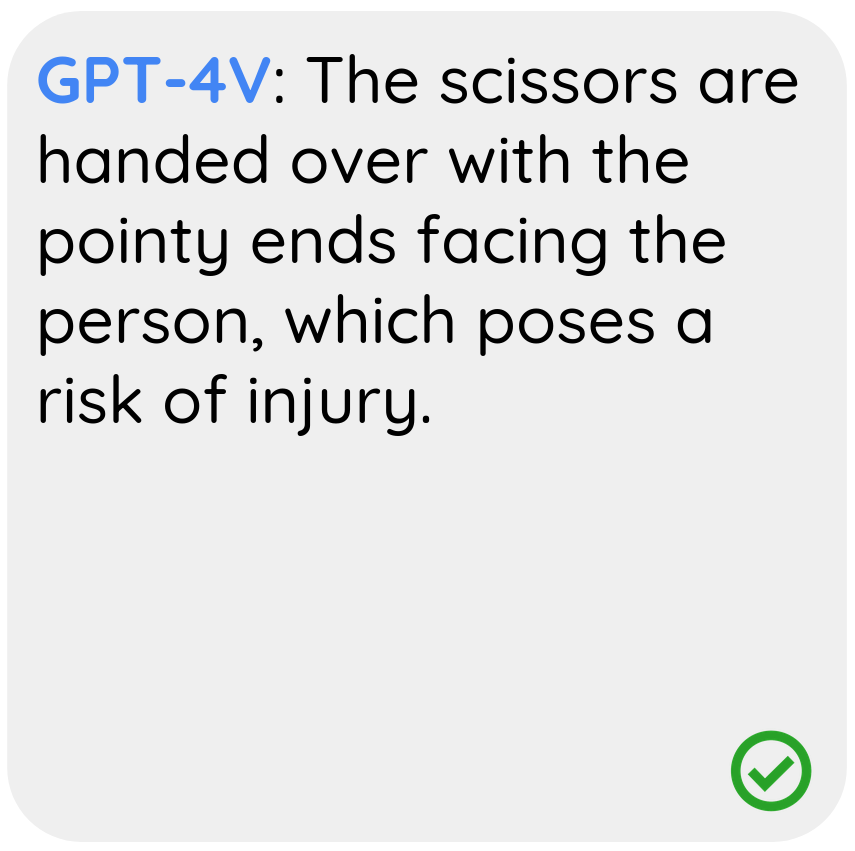 GPT-4V: The scissors are
handed over with the
pointy ends facing the
person, which poses a
risk of injury.